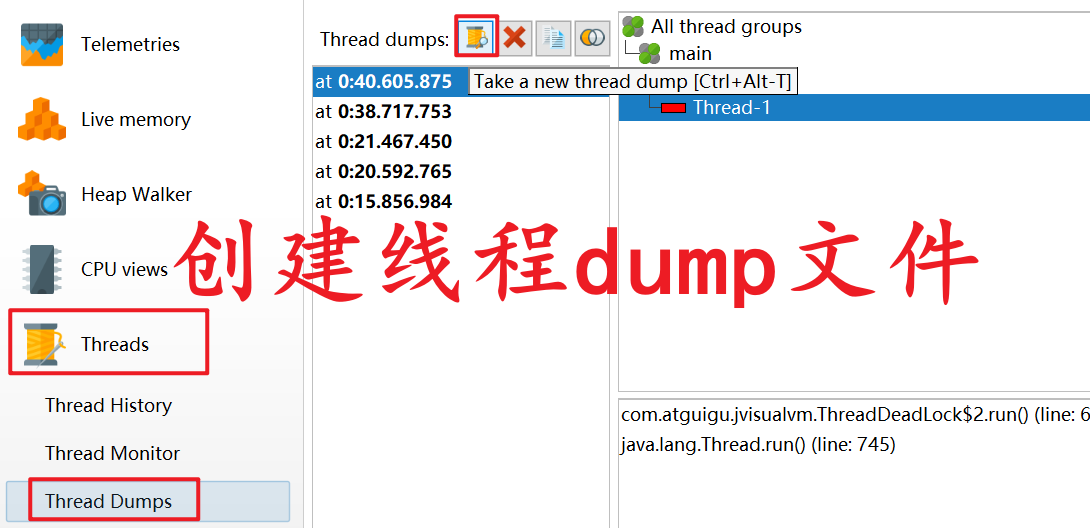 Telemetries
Live memory
Heap Walker
CPU views
Threads
Thread History
Thread Monitor
Thread Dumps
Thread dumps:
Take a new thread dump [Ctrl+Alt-T]
at 0:40.605.875
at 0:38.717.753
at 0:21.467.450
at 0:20.592.765
at 0:15.856.984
创建线程dump文件
All thread groups
main
Thread-1
com.atguigu.jvisualvm.ThreadDeadLock$2.run() (line: 6
java.lang.Thread.run() (line: 745)